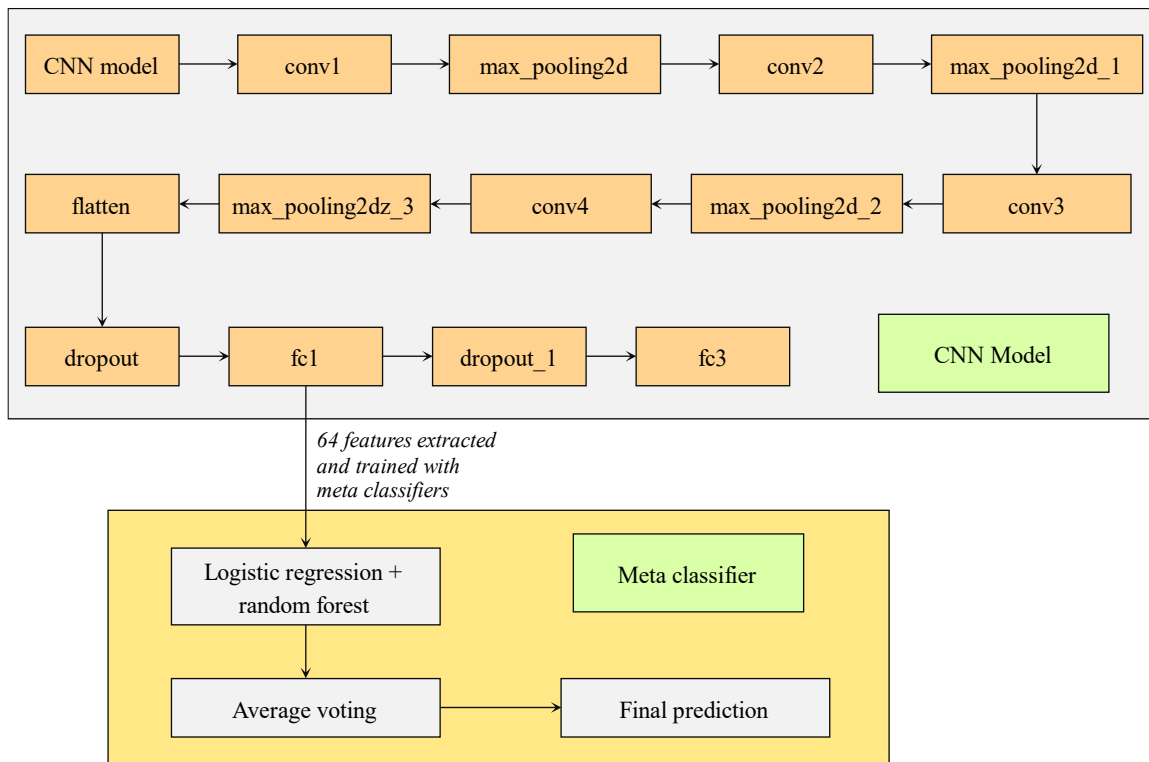 CNN model
conv1
max_pooling2d
conv2
max_pooling2d_1
flatten
max_pooling2dz_3
conv4
max_pooling2d_2
conv3
dropout
fc1
dropout_1
fc3
CNN Model
64 features extracted
and trained with
meta classifiers
Logistic regression +
random forest
Meta classifier
Average voting
Final prediction